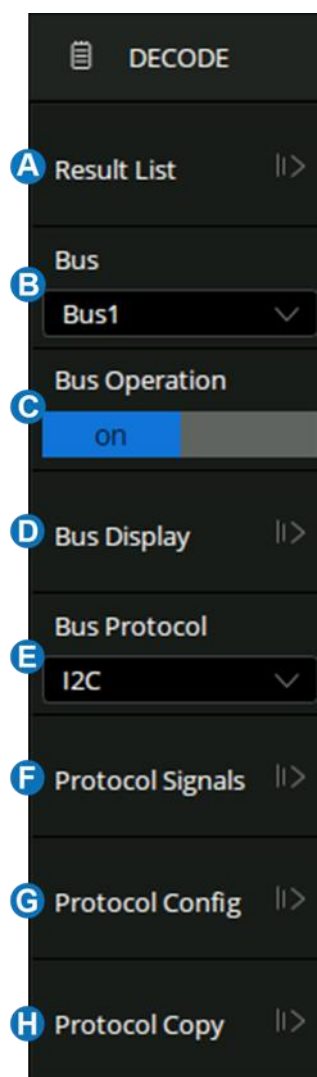 DECODE
A Result List
Bus
B
Bus1
Bus Operation
C
on
D Bus Display
Bus Protocol
E
I2C
F Protocol Signals
G Protocol Config
H Protocol Copy